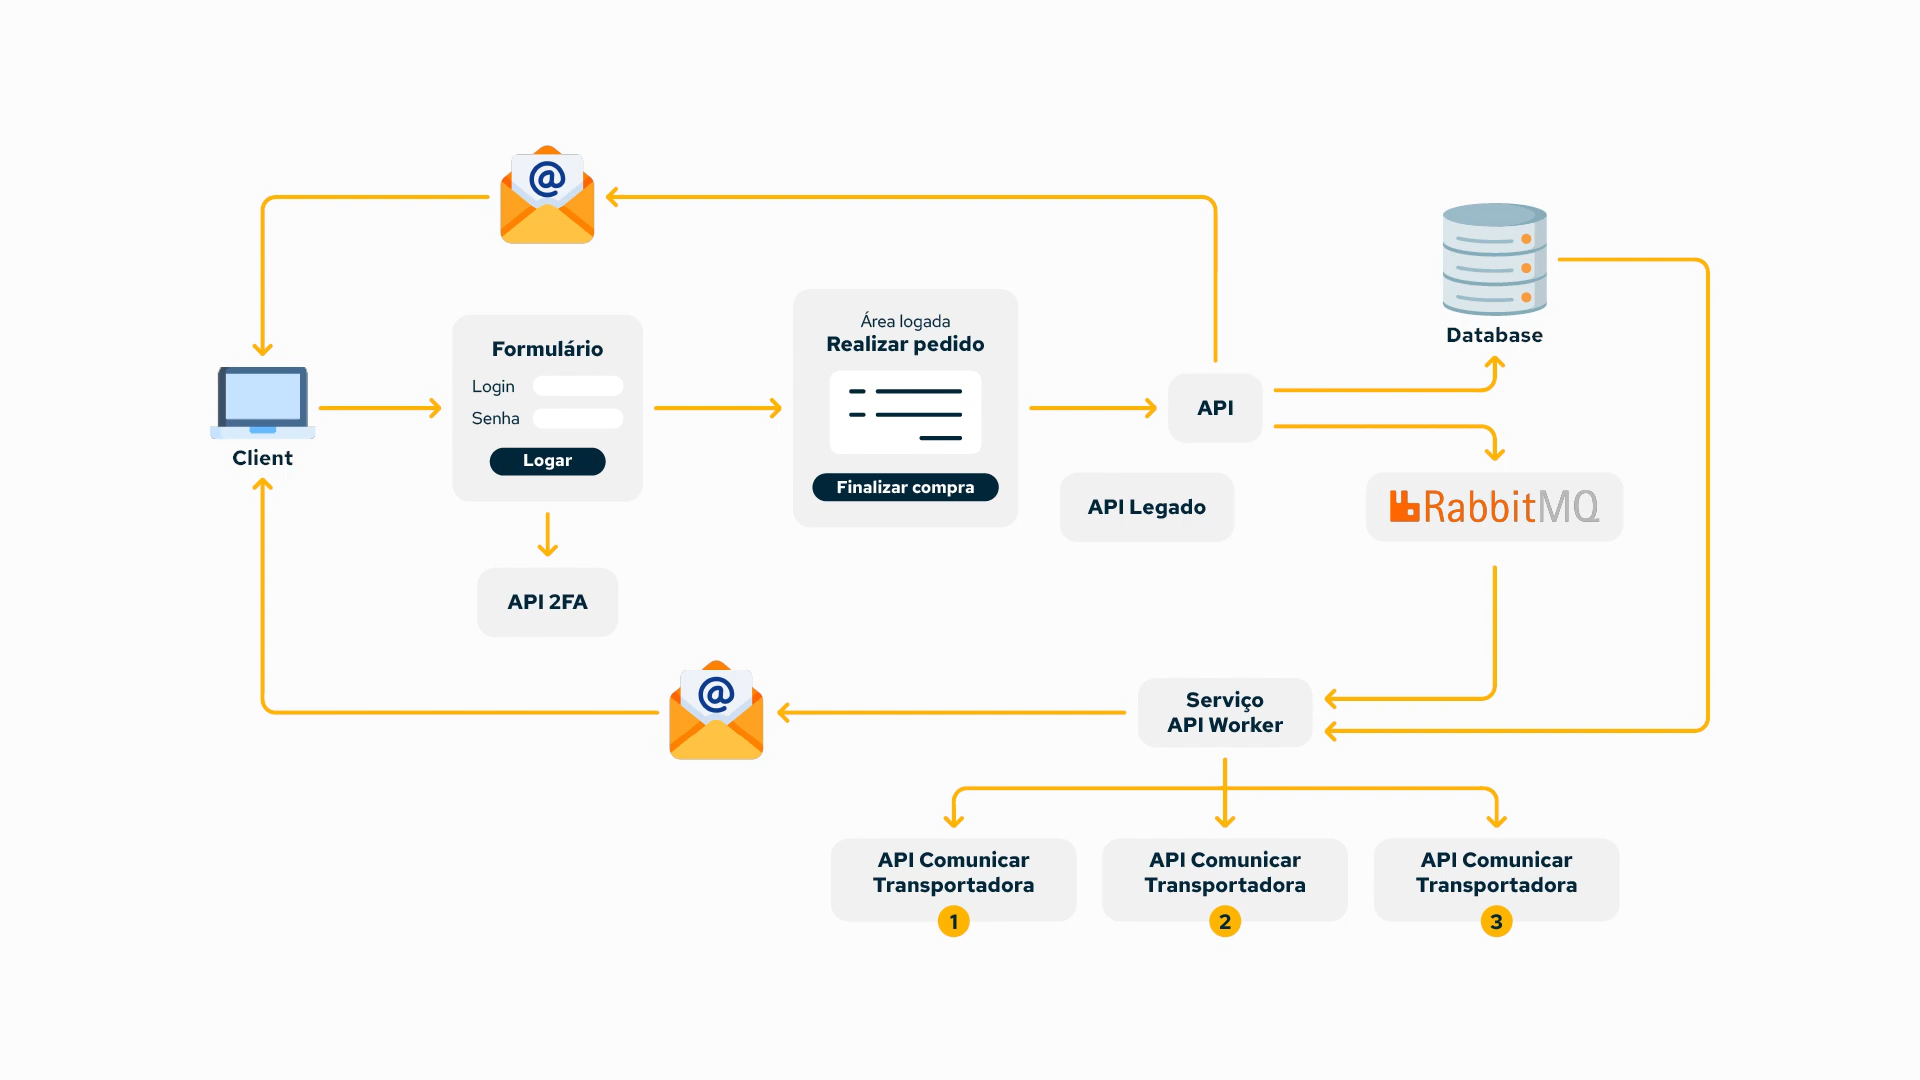 @
Formulário
Login
Senha
Logar
Client
API 2FA
Área logada
Realizar pedido
Finalizar compra
API
API Legado
Database
RabbitMQ
@
Serviço
API Worker
API Comunicar
Transportadora
1
API Comunicar
Transportadora
2
API Comunicar
Transportadora
3